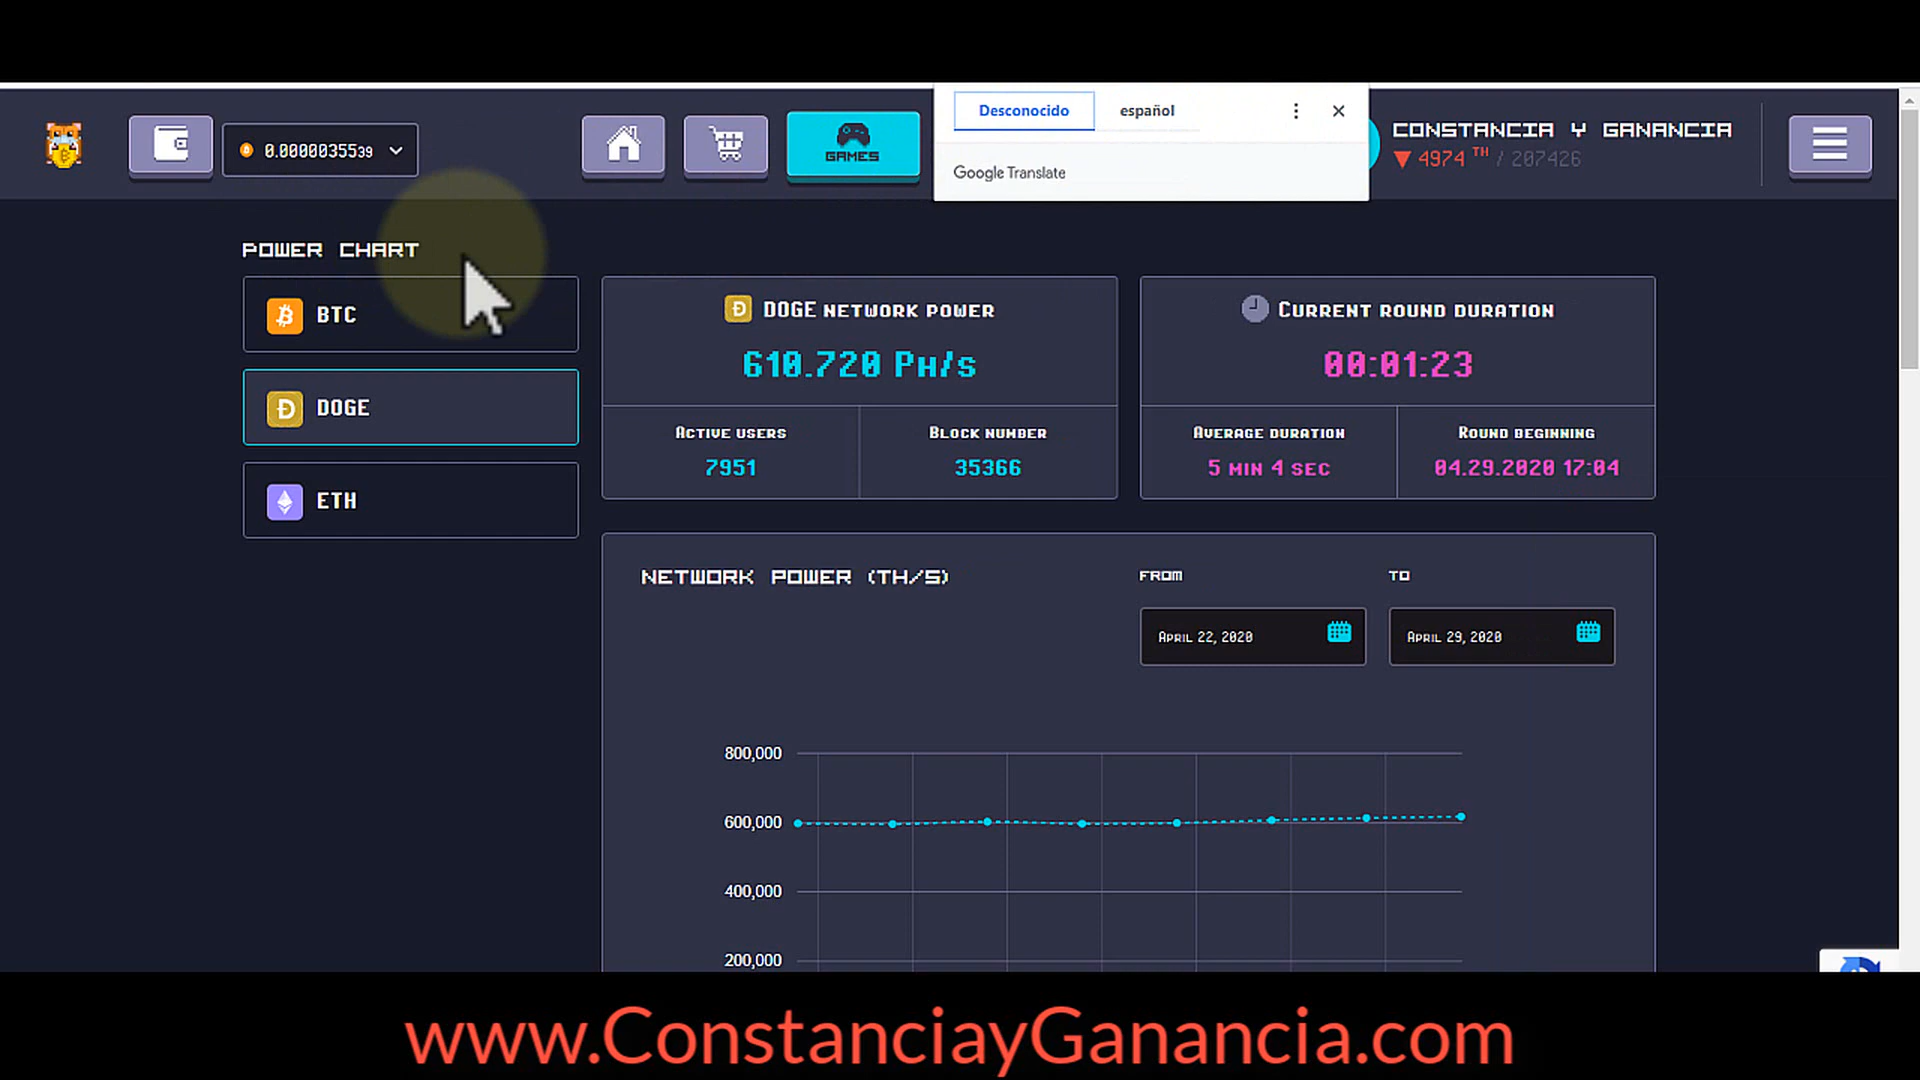 0.0000035539
GAMES
Desconocido
español
Google Translate
CONSTANCIA Y GANANCIA
4974 TH / 207426
POWER CHART
BTC
DOGE
ETH
DOGE NETWORK POWER
610.720 PH/S
ACTIVE USERS
7951
BLOCK NUMBER
35366
CURRENT ROUND DURATION
00:01:23
AVERAGE DURATION
5 MIN 4 SEC
ROUND BEGINNING
04.29.2020 17:04
NETWORK POWER (TH/S)
FROM
TO
APRIL 22, 2020
APRIL 29, 2020
800,000
600,000
400,000
200,000
www.ConstanciayGanancia.com